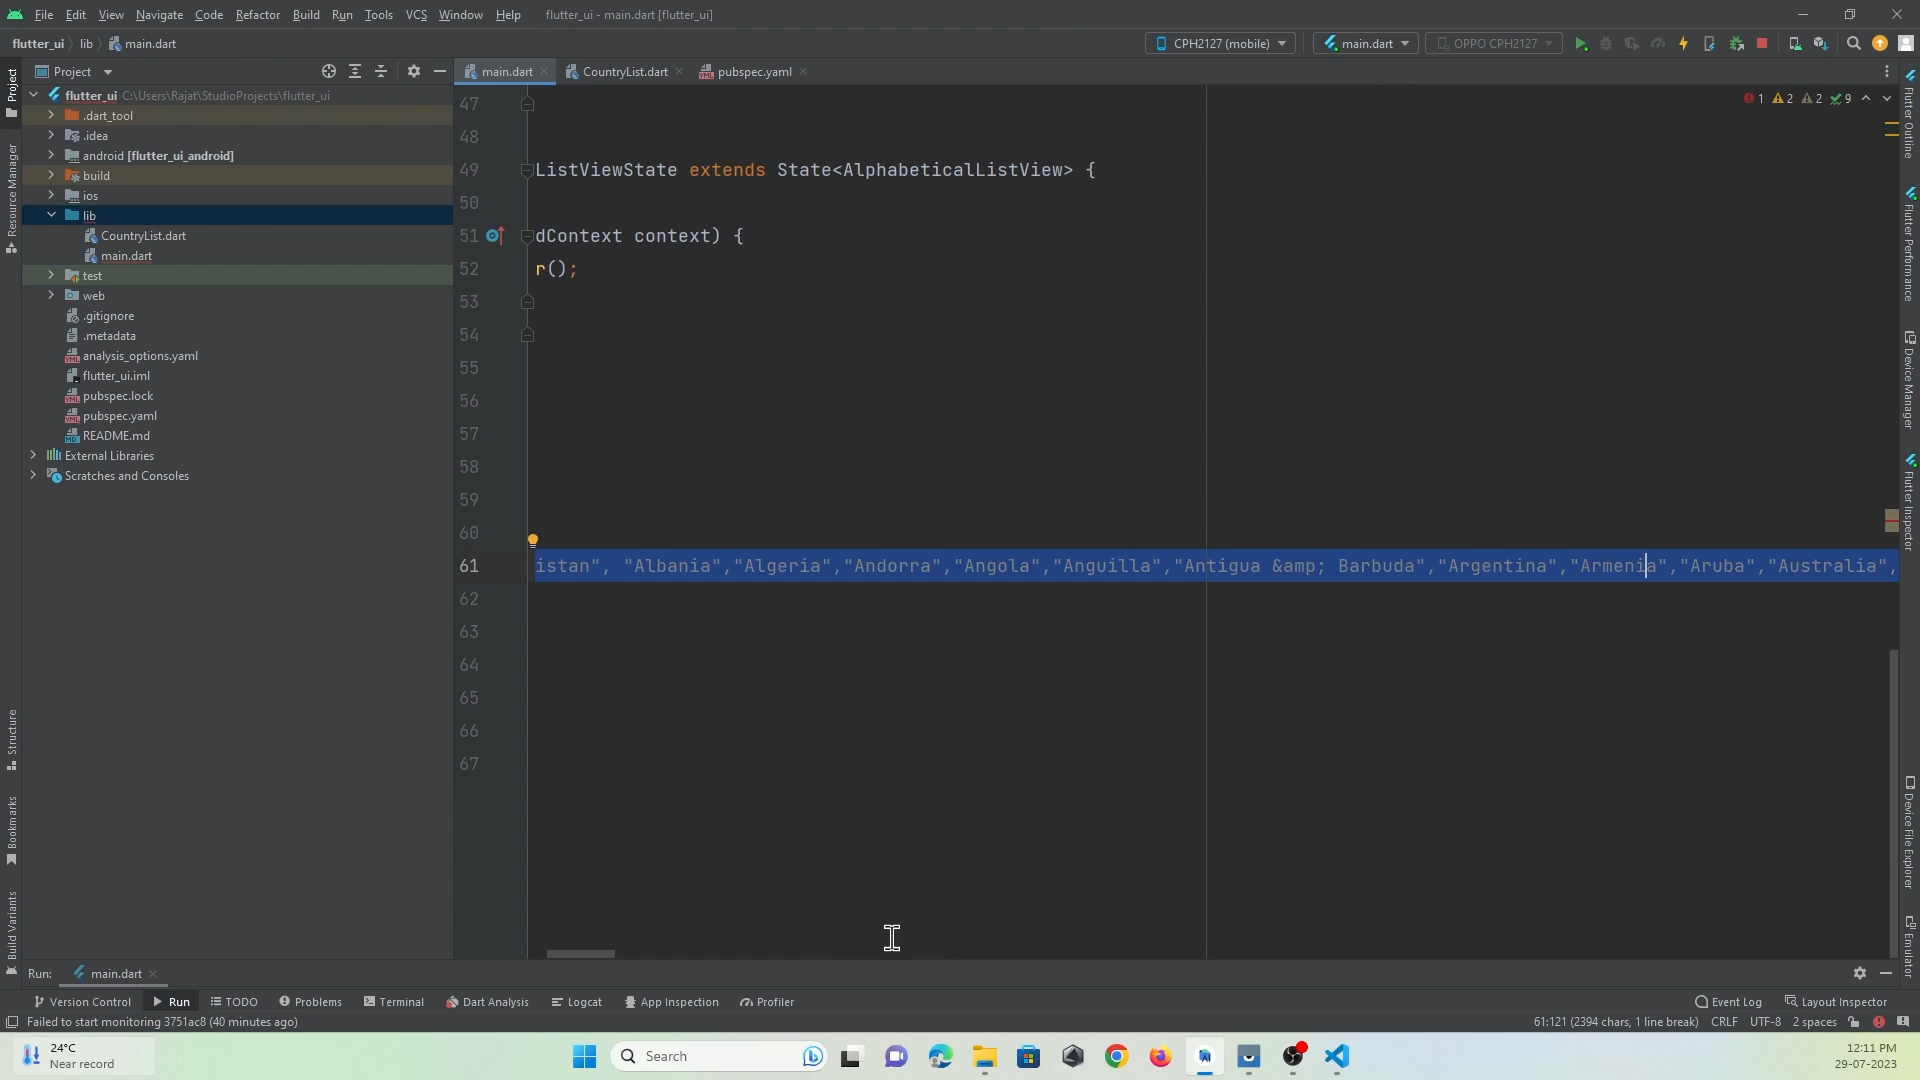 File Edit View Navigate Code Refactor Build Run Tools VCS Window Help flutter_ui - main.dart [flutter_ui]
flutter_ui lib main.dart CPH2127 (mobile) main.dart OPPO CPH2127
Project main.dart CountryList.dart pubspec.yaml
flutter_ui C:\Users\Rajat\StudioProjects\flutter_ui
.dart_tool
.idea
android [flutter_ui_android]
build
ios
lib
CountryList.dart
main.dart
test
web
.gitignore
.metadata
analysis_options.yaml
flutter_ui.iml
pubspec.lock
pubspec.yaml
README.md
External Libraries
Scratches and Consoles
Project
Resource Manager
Structure
Bookmarks
Build Variants
1 2 2 9
47
48
49 ListViewState extends State<AlphabeticalListView> {
50
51 dContext context) {
52 r();
53
54
55
56
57
58
59
60
61 istan", "Albania","Algeria","Andorra","Angola","Anguilla","Antigua &amp; Barbuda","Argentina","Armenia","Aruba","Australia",
62
63
64
65
66
67
Flutter Outline
Flutter Performance
Flutter Inspector
Device Manager
Device File Explorer
Emulator
Run: main.dart
Version Control Run TODO Problems Terminal Dart Analysis Logcat App Inspection Profiler Event Log Layout Inspector
Failed to start monitoring 3751ac8 (40 minutes ago) 61:121 (2394 chars, 1 line break) CRLF UTF-8 2 spaces
24°C
Near record
Search
12:11 PM
29-07-2023